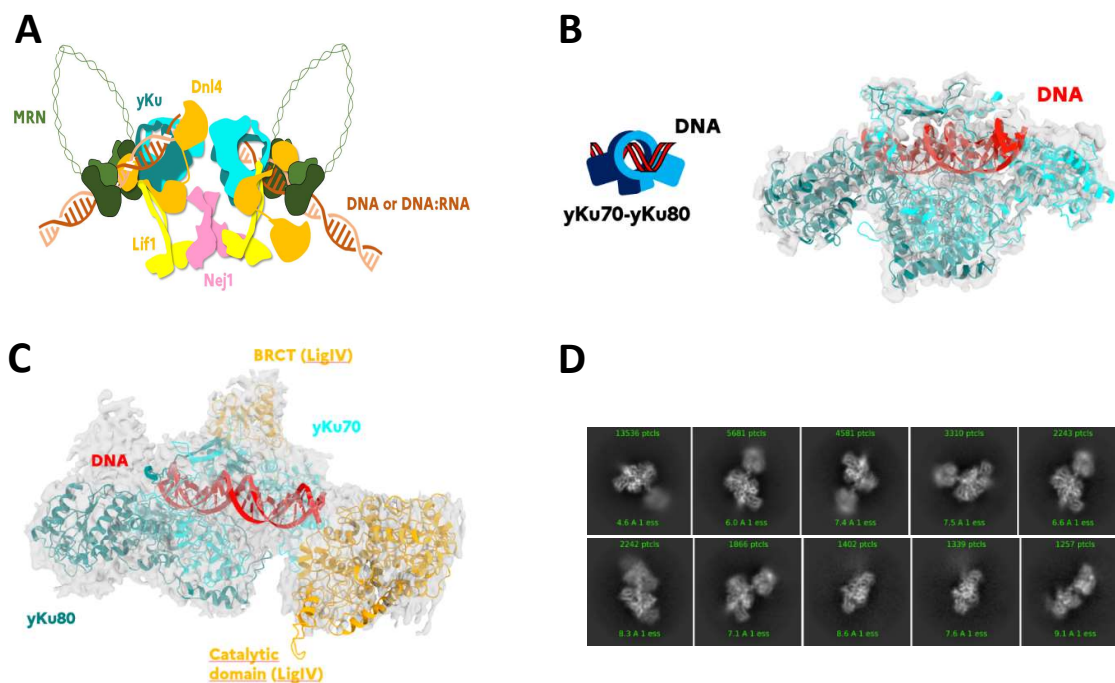 A
MRN
yKu
Dnl4
DNA or DNA:RNA
Lif1
Nej1
B
DNA
yKu70-yKu80
DNA
C
BRCT (LigIV)
yKu70
DNA
yKu80
Catalytic
domain (LigIV)
D
13536 ptcls
5681 ptcls
4581 ptcls
3310 ptcls
2243 ptcls
4.6 A 1 ess
6.0 A 1 ess
7.4 A 1 ess
7.5 A 1 ess
6.6 A 1 ess
2242 ptcls
1866 ptcls
1402 ptcls
1339 ptcls
1257 ptcls
8.3 A 1 ess
7.1 A 1 ess
8.6 A 1 ess
7.6 A 1 ess
9.1 A 1 ess